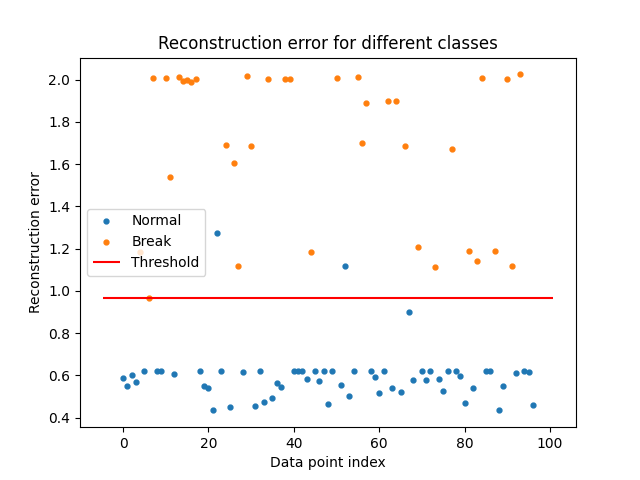 Reconstruction error for different classes
Reconstruction error
2.0
1.8
1.6
1.4
1.2
1.0
0.8
0.6
0.4
Normal
Break
Threshold
0 20 40 60 80 100
Data point index